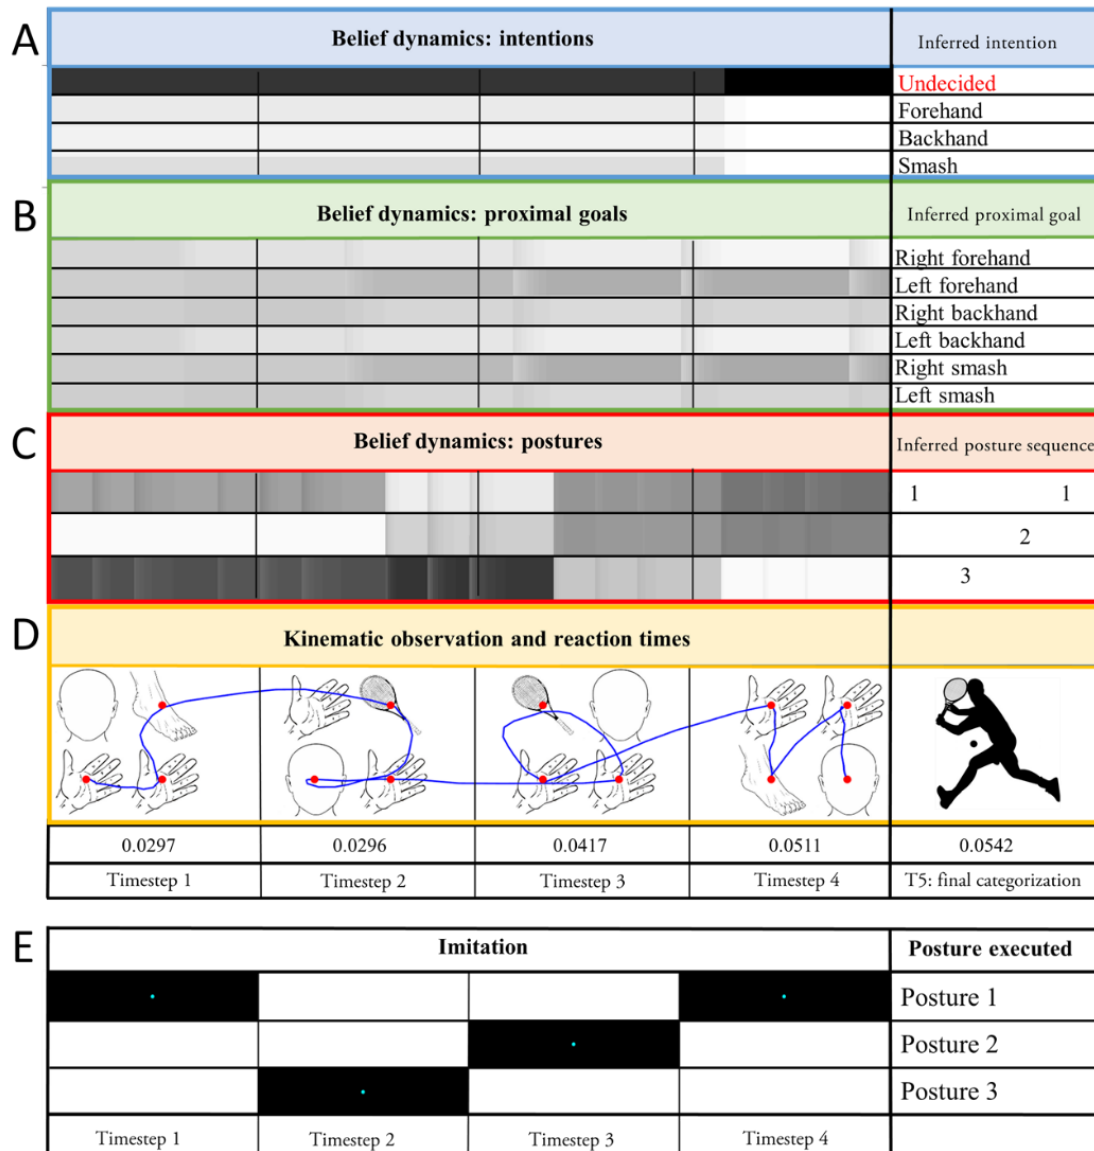 A
Belief dynamics: intentions
Inferred intention
Undecided
Forehand
Backhand
Smash
B
Belief dynamics: proximal goals
Inferred proximal goal
Right forehand
Left forehand
Right backhand
Left backhand
Right smash
Left smash
C
Belief dynamics: postures
Inferred posture sequence
1 1
2
3
D
Kinematic observation and reaction times
0.0297 0.0296 0.0417 0.0511 0.0542
Timestep 1 Timestep 2 Timestep 3 Timestep 4 T5: final categorization
E
Imitation
Posture executed
Posture 1
Posture 2
Posture 3
Timestep 1 Timestep 2 Timestep 3 Timestep 4